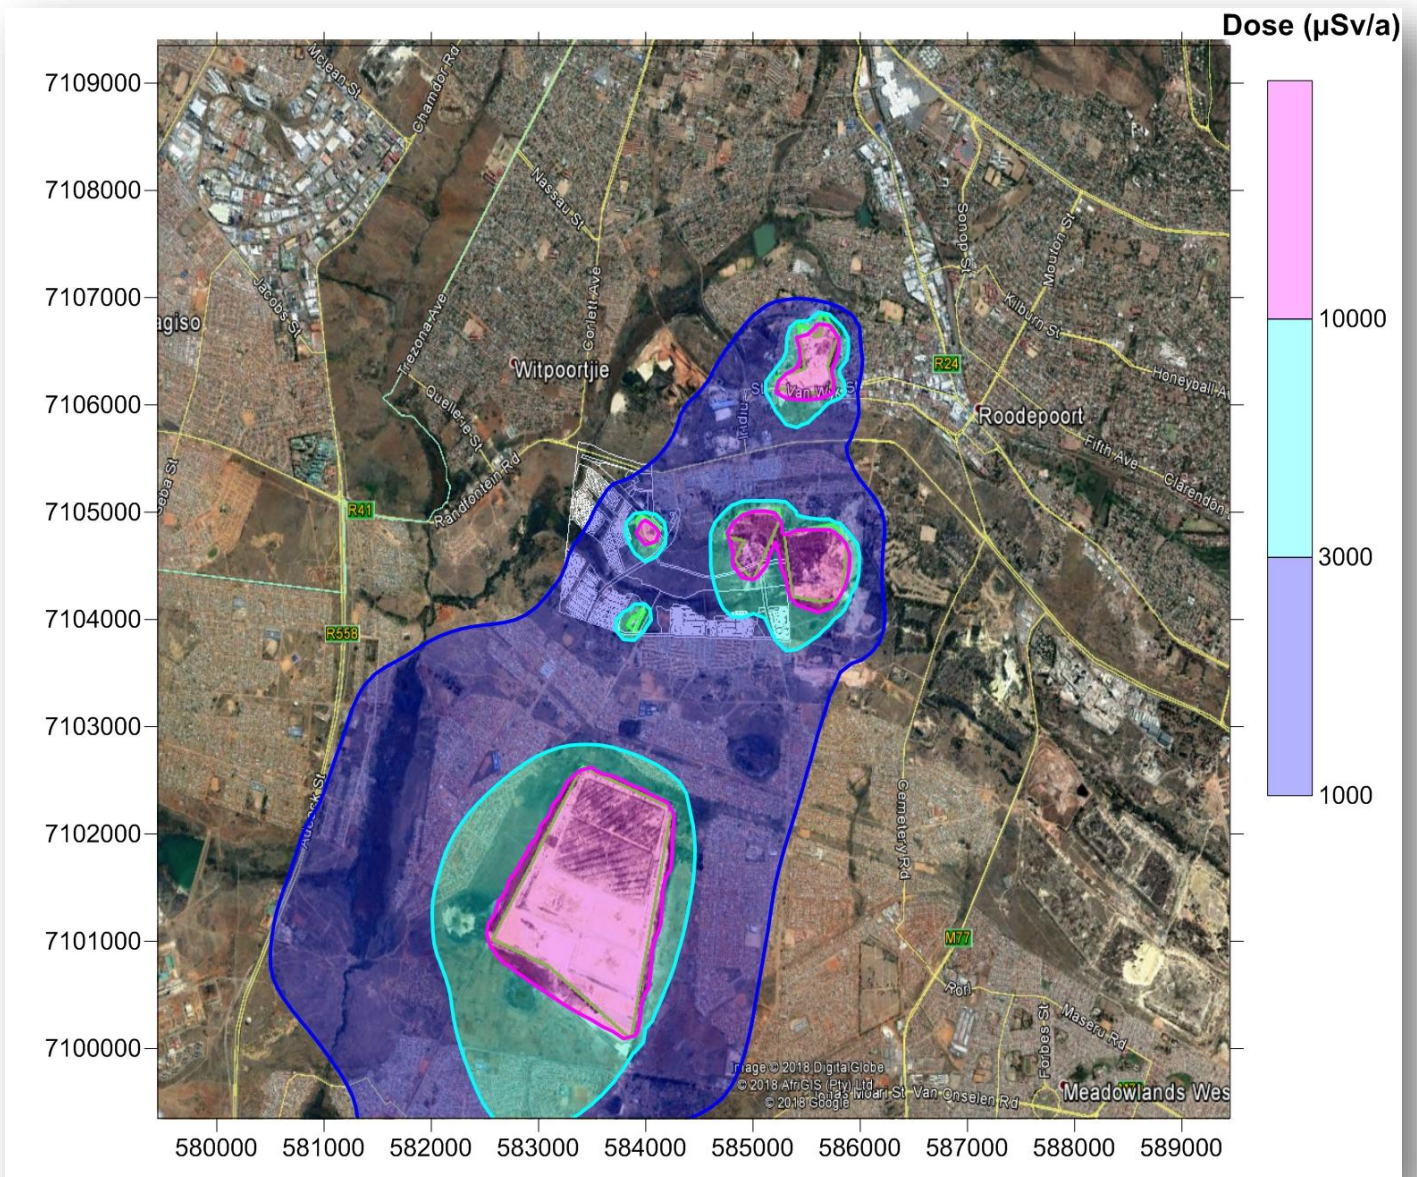 Dose (µSv/a)
7109000
7108000
7107000
7106000
7105000
7104000
7103000
7102000
7101000
7100000
580000
581000
582000
583000
584000
585000
586000
587000
588000
589000
10000
3000
1000
Mclean St
Chamdor Rd
Nassau St
Corlett Ave
Jacobs St
agiso
Trezona Ave
Witpoortjie
Quellerie St
Randfontein Rd
R41
R558
Sonop St
Mouton St
Kilburn St
R24
Honeyball A
Roodepoort
Fifth Ave
Clarendon
St
Van Wyk St
Cemetery Rd
M77
Maseru Rd
Forbes St
Meadowlands Wes
Van Onselen Rd
© 2018 DigitalGlobe
© 2018 AfriGIS (Pty) Ltd
© 2018 Google